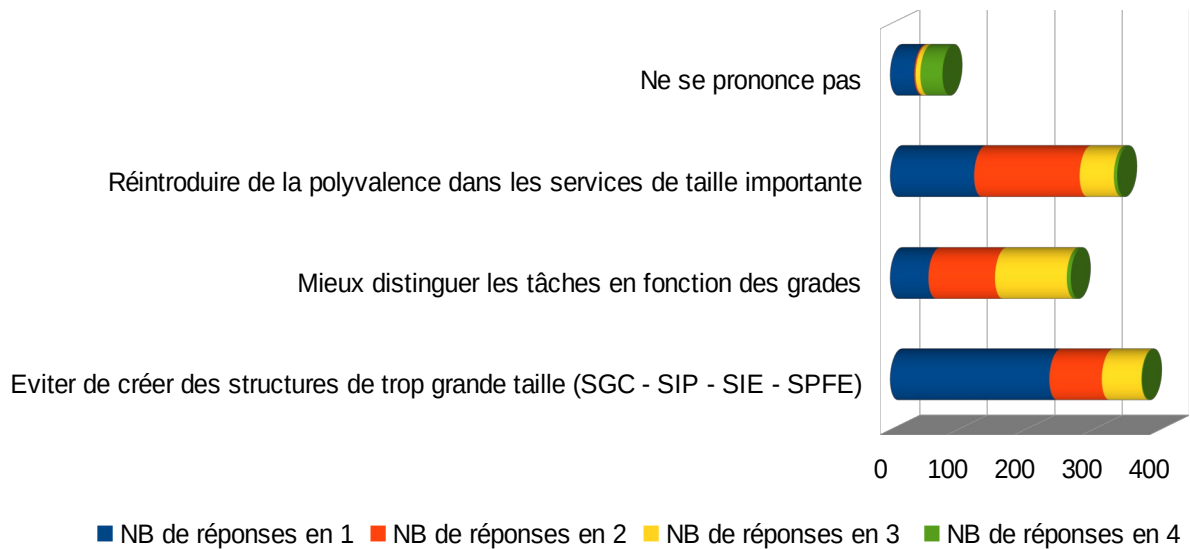 Ne se prononce pas
Réintroduire de la polyvalence dans les services de taille importante
Mieux distinguer les tâches en fonction des grades
Eviter de créer des structures de trop grande taille (SGC - SIP - SIE - SPFE)
0 100 200 300 400
NB de réponses en 1 NB de réponses en 2 NB de réponses en 3 NB de réponses en 4